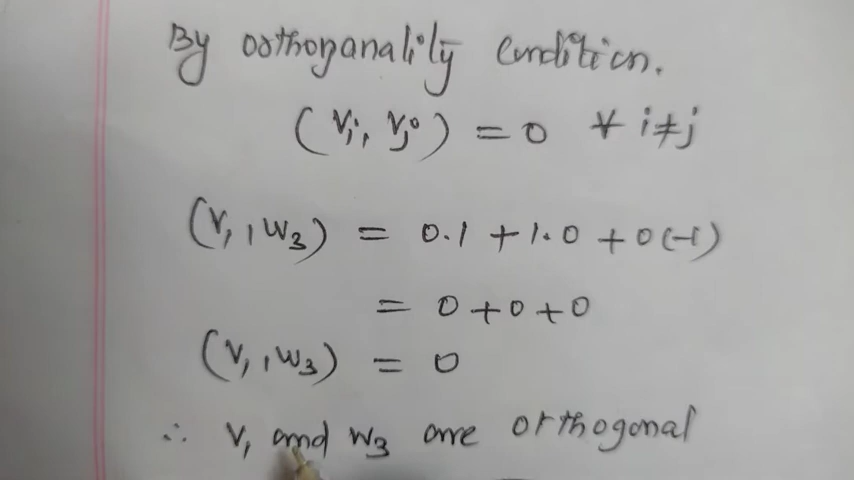 By orthoganality Condition.
(Vi, Vj) = 0 ∀ i≠j
(V1, W3) = 0.1 + 1.0 + 0(-1)
= 0 + 0 + 0
(V1, W3) = 0
∴ V1 and W3 are orthogonal